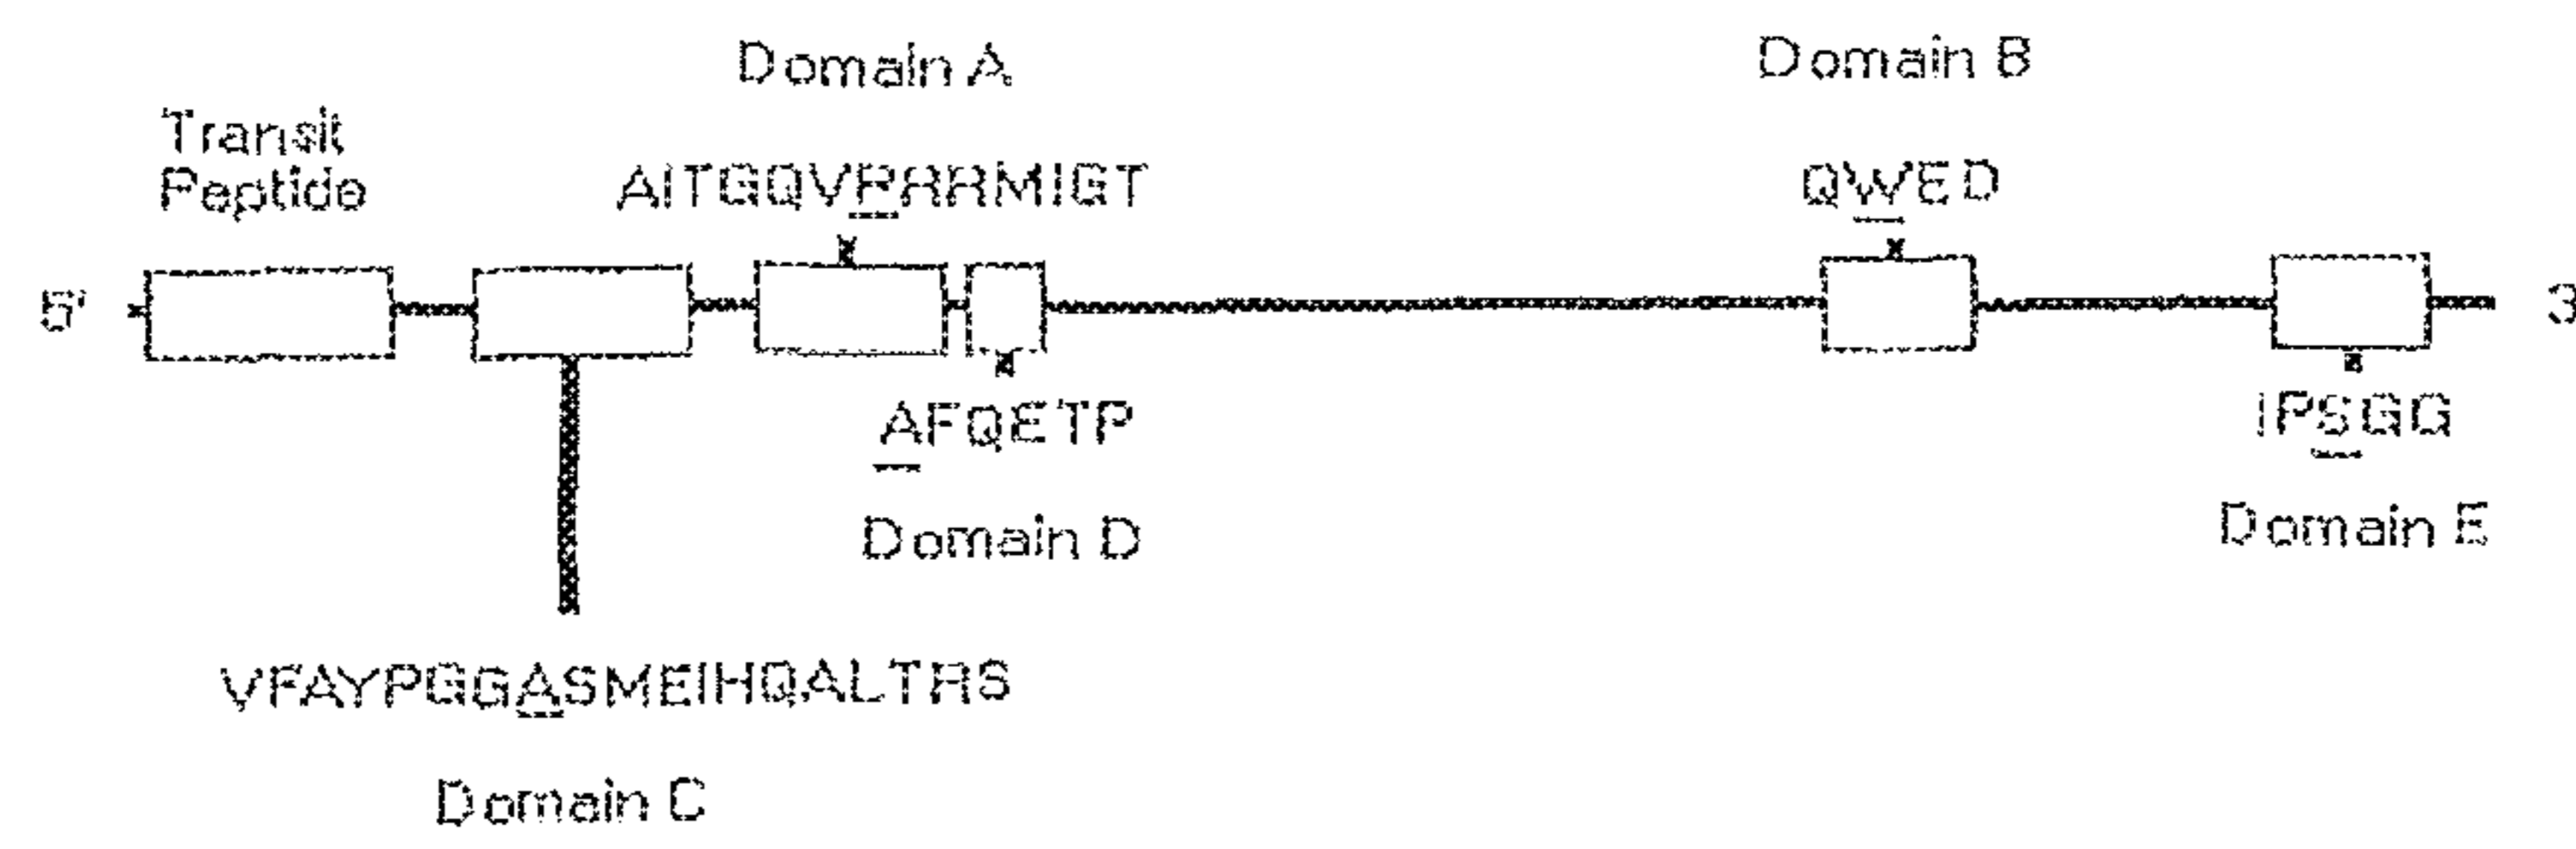 Domain A
Domain B
Transit
Peptide
AITGQVPRRMIGT
QWED
5'
3
AFQETP
IPSGG
Domain D
Domain E
VFAYPGGASMEIHQALTRS
Domain C